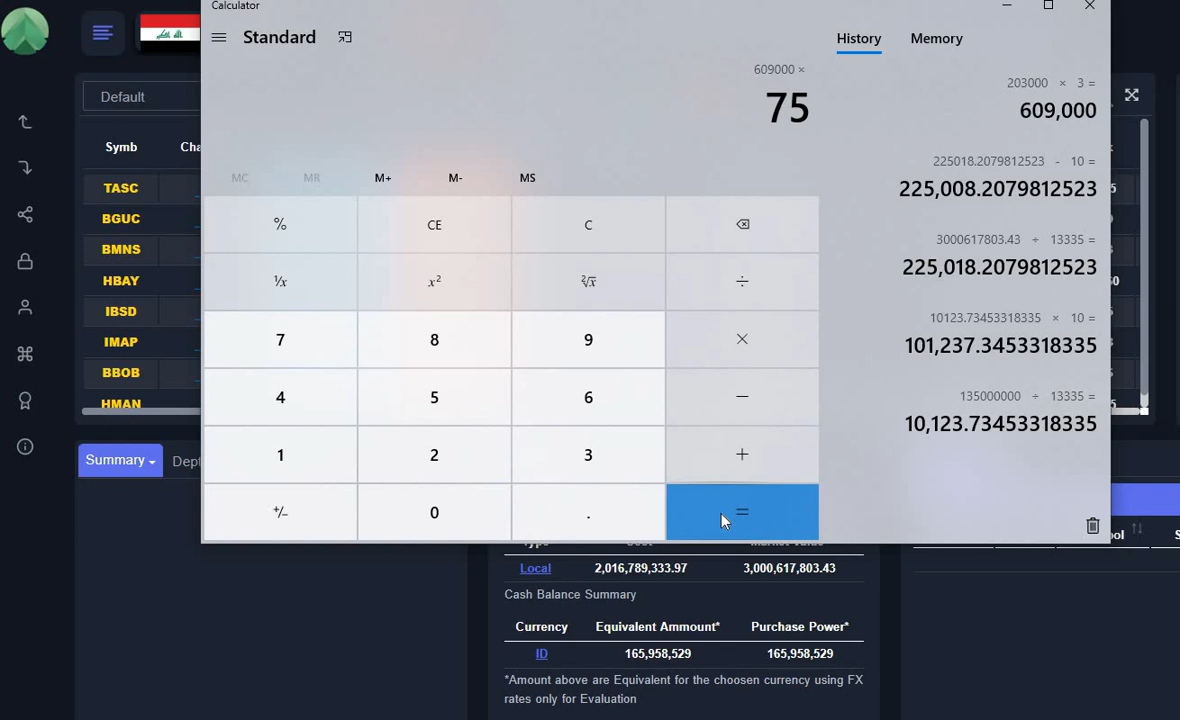 Calculator
Standard
History
Memory
609000 ×
75
203000 × 3 =
609,000
Default
225018.2079812523 - 10 =
225,008.2079812523
Symb
MC
MR
M+
M-
MS
3000617803.43 ÷ 13335 =
225,018.2079812523
10123.73453318335 × 10 =
101,237.3453318335
135000000 ÷ 13335 =
10,123.73453318335
TASC
BGUC
BMNS
HBAY
IBSD
IMAP
BBOB
HMAN
%
CE
C
⌫
¹/x
x²
²√x
÷
7
8
9
×
4
5
6
−
1
2
3
+
+/−
0
.
=
Summary
Local
2,016,789,333.97
3,000,617,803.43
Cash Balance Summary
Currency
Equivalent Ammount*
Purchase Power*
ID
165,958,529
165,958,529
*Amount above are Equivalent for the choosen currency using FX
rates only for Evaluation